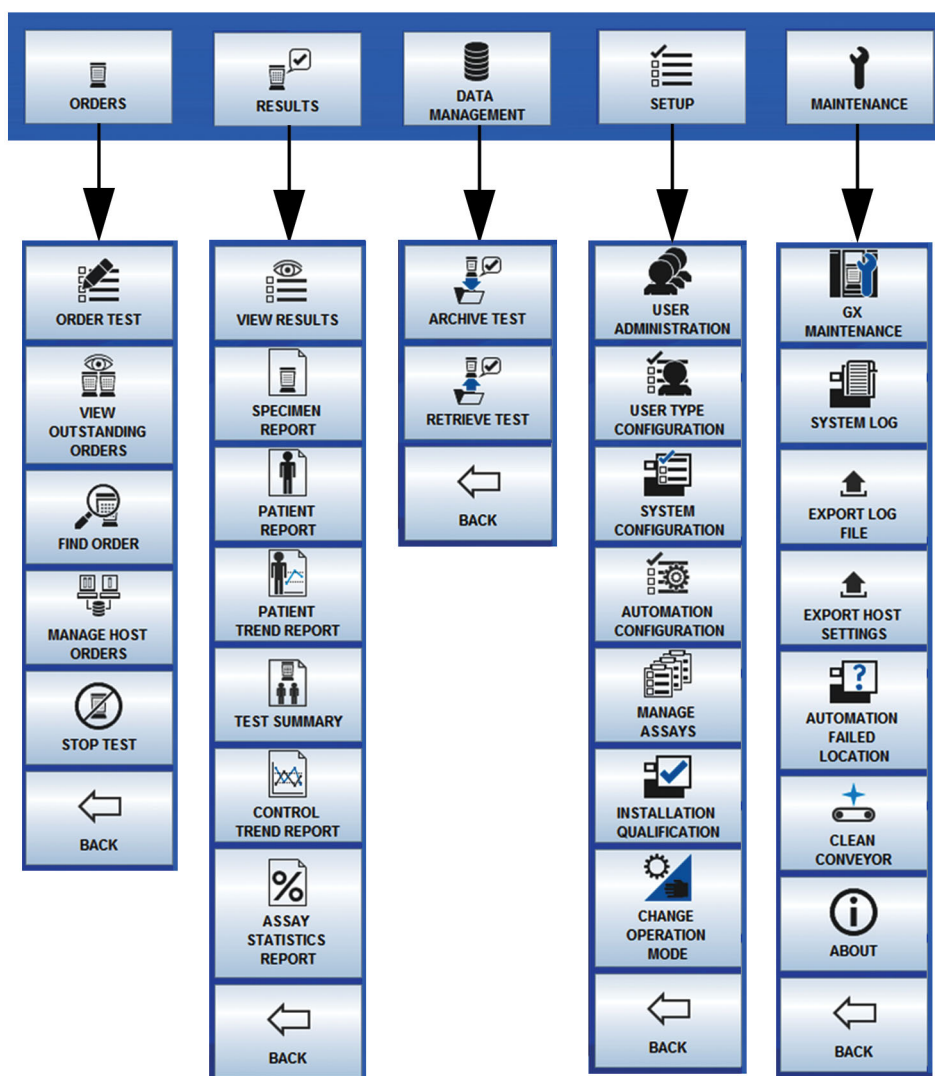 ORDERS
RESULTS
DATA
MANAGEMENT
SETUP
MAINTENANCE
ORDER TEST
VIEW
OUTSTANDING
ORDERS
FIND ORDER
MANAGE HOST
ORDERS
STOP TEST
BACK
VIEW RESULTS
SPECIMEN
REPORT
PATIENT
REPORT
PATIENT
TREND REPORT
TEST SUMMARY
CONTROL
TREND REPORT
%
ASSAY
STATISTICS
REPORT
BACK
ARCHIVE TEST
RETRIEVE TEST
BACK
USER
ADMINISTRATION
USER TYPE
CONFIGURATION
SYSTEM
CONFIGURATION
AUTOMATION
CONFIGURATION
MANAGE
ASSAYS
INSTALLATION
QUALIFICATION
CHANGE
OPERATION
MODE
BACK
GX
MAINTENANCE
SYSTEM LOG
EXPORT LOG
FILE
EXPORT HOST
SETTINGS
?
AUTOMATION
FAILED
LOCATION
CLEAN
CONVEYOR
i
ABOUT
BACK